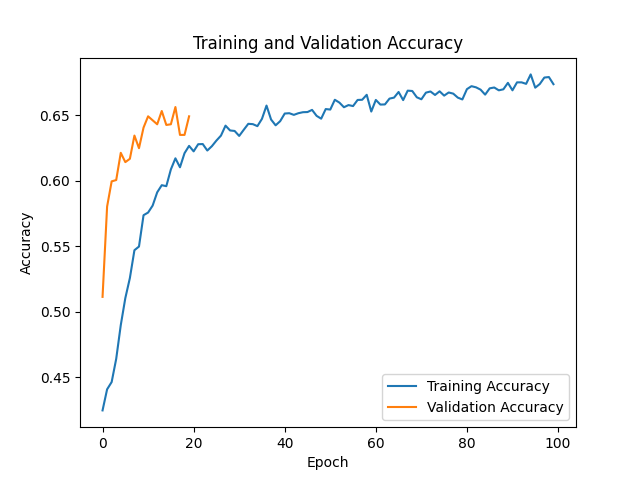 Training and Validation Accuracy
Accuracy
0.65
0.60
0.55
0.50
0.45
0
20
40
60
80
100
Epoch
Training Accuracy
Validation Accuracy